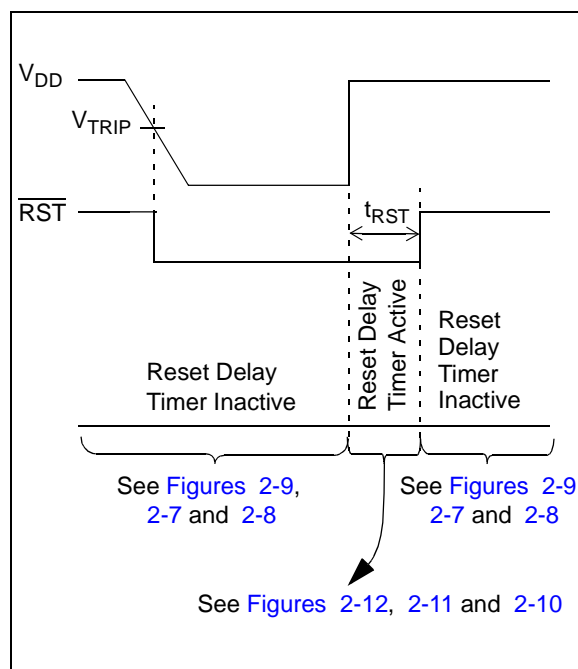 VDD
VTRIP
RST
tRST
Reset Delay
Timer Inactive
Reset Delay
Timer Active
Reset
Delay
Timer
Inactive
See Figures 2-9,
2-7 and 2-8
See Figures 2-9
2-7 and 2-8
See Figures 2-12, 2-11 and 2-10